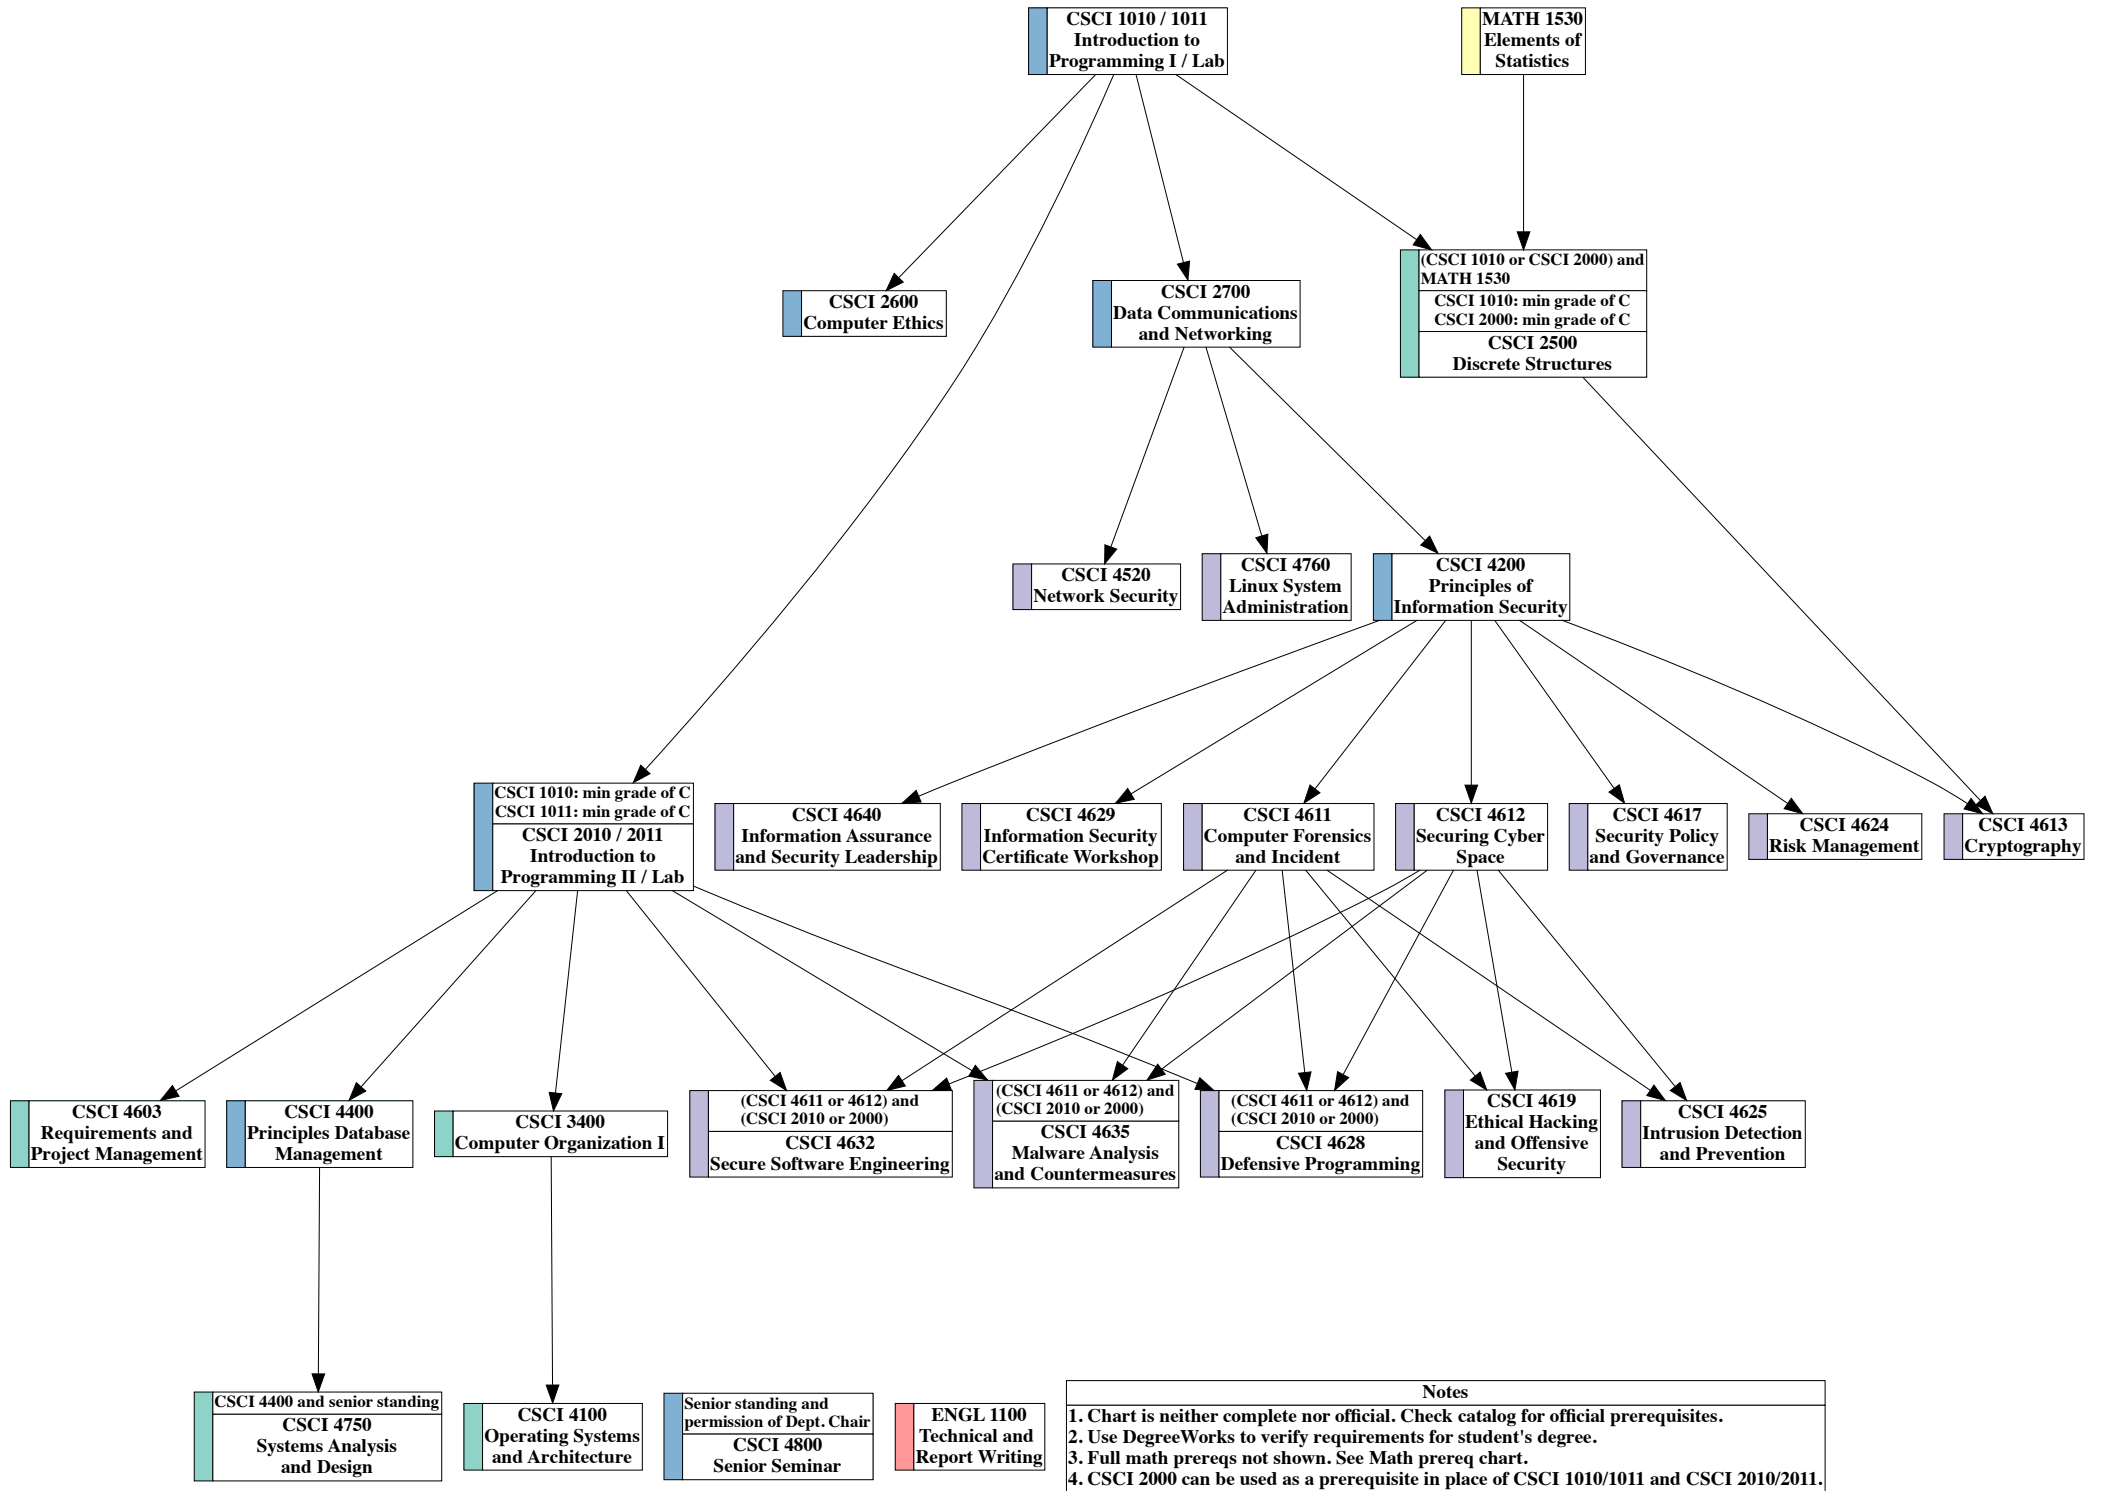 CSCI 1010 / 1011
Introduction to
Programming I / Lab
MATH 1530
Elements of
Statistics
CSCI 2600
Computer Ethics
CSCI 2700
Data Communications
and Networking
(CSCI 1010 or CSCI 2000) and
MATH 1530
CSCI 1010: min grade of C
CSCI 2000: min grade of C
CSCI 2500
Discrete Structures
CSCI 4520
Network Security
CSCI 4760
Linux System
Administration
CSCI 4200
Principles of
Information Security
CSCI 1010: min grade of C
CSCI 1011: min grade of C
CSCI 2010 / 2011
Introduction to
Programming II / Lab
CSCI 4640
Information Assurance
and Security Leadership
CSCI 4629
Information Security
Certificate Workshop
CSCI 4611
Computer Forensics
and Incident
CSCI 4612
Securing Cyber
Space
CSCI 4617
Security Policy
and Governance
CSCI 4624
Risk Management
CSCI 4613
Cryptography
CSCI 4603
Requirements and
Project Management
CSCI 4400
Principles Database
Management
CSCI 3400
Computer Organization I
(CSCI 4611 or 4612) and
(CSCI 2010 or 2000)
CSCI 4632
Secure Software Engineering
(CSCI 4611 or 4612) and
(CSCI 2010 or 2000)
CSCI 4635
Malware Analysis
and Countermeasures
(CSCI 4611 or 4612) and
(CSCI 2010 or 2000)
CSCI 4628
Defensive Programming
CSCI 4619
Ethical Hacking
and Offensive
Security
CSCI 4625
Intrusion Detection
and Prevention
CSCI 4400 and senior standing
CSCI 4750
Systems Analysis
and Design
CSCI 4100
Operating Systems
and Architecture
Senior standing and
permission of Dept. Chair
CSCI 4800
Senior Seminar
ENGL 1100
Technical and
Report Writing
Notes
1. Chart is neither complete nor official. Check catalog for official prerequisites.
2. Use DegreeWorks to verify requirements for student's degree.
3. Full math prereqs not shown. See Math prereq chart.
4. CSCI 2000 can be used as a prerequisite in place of CSCI 1010/1011 and CSCI 2010/2011.